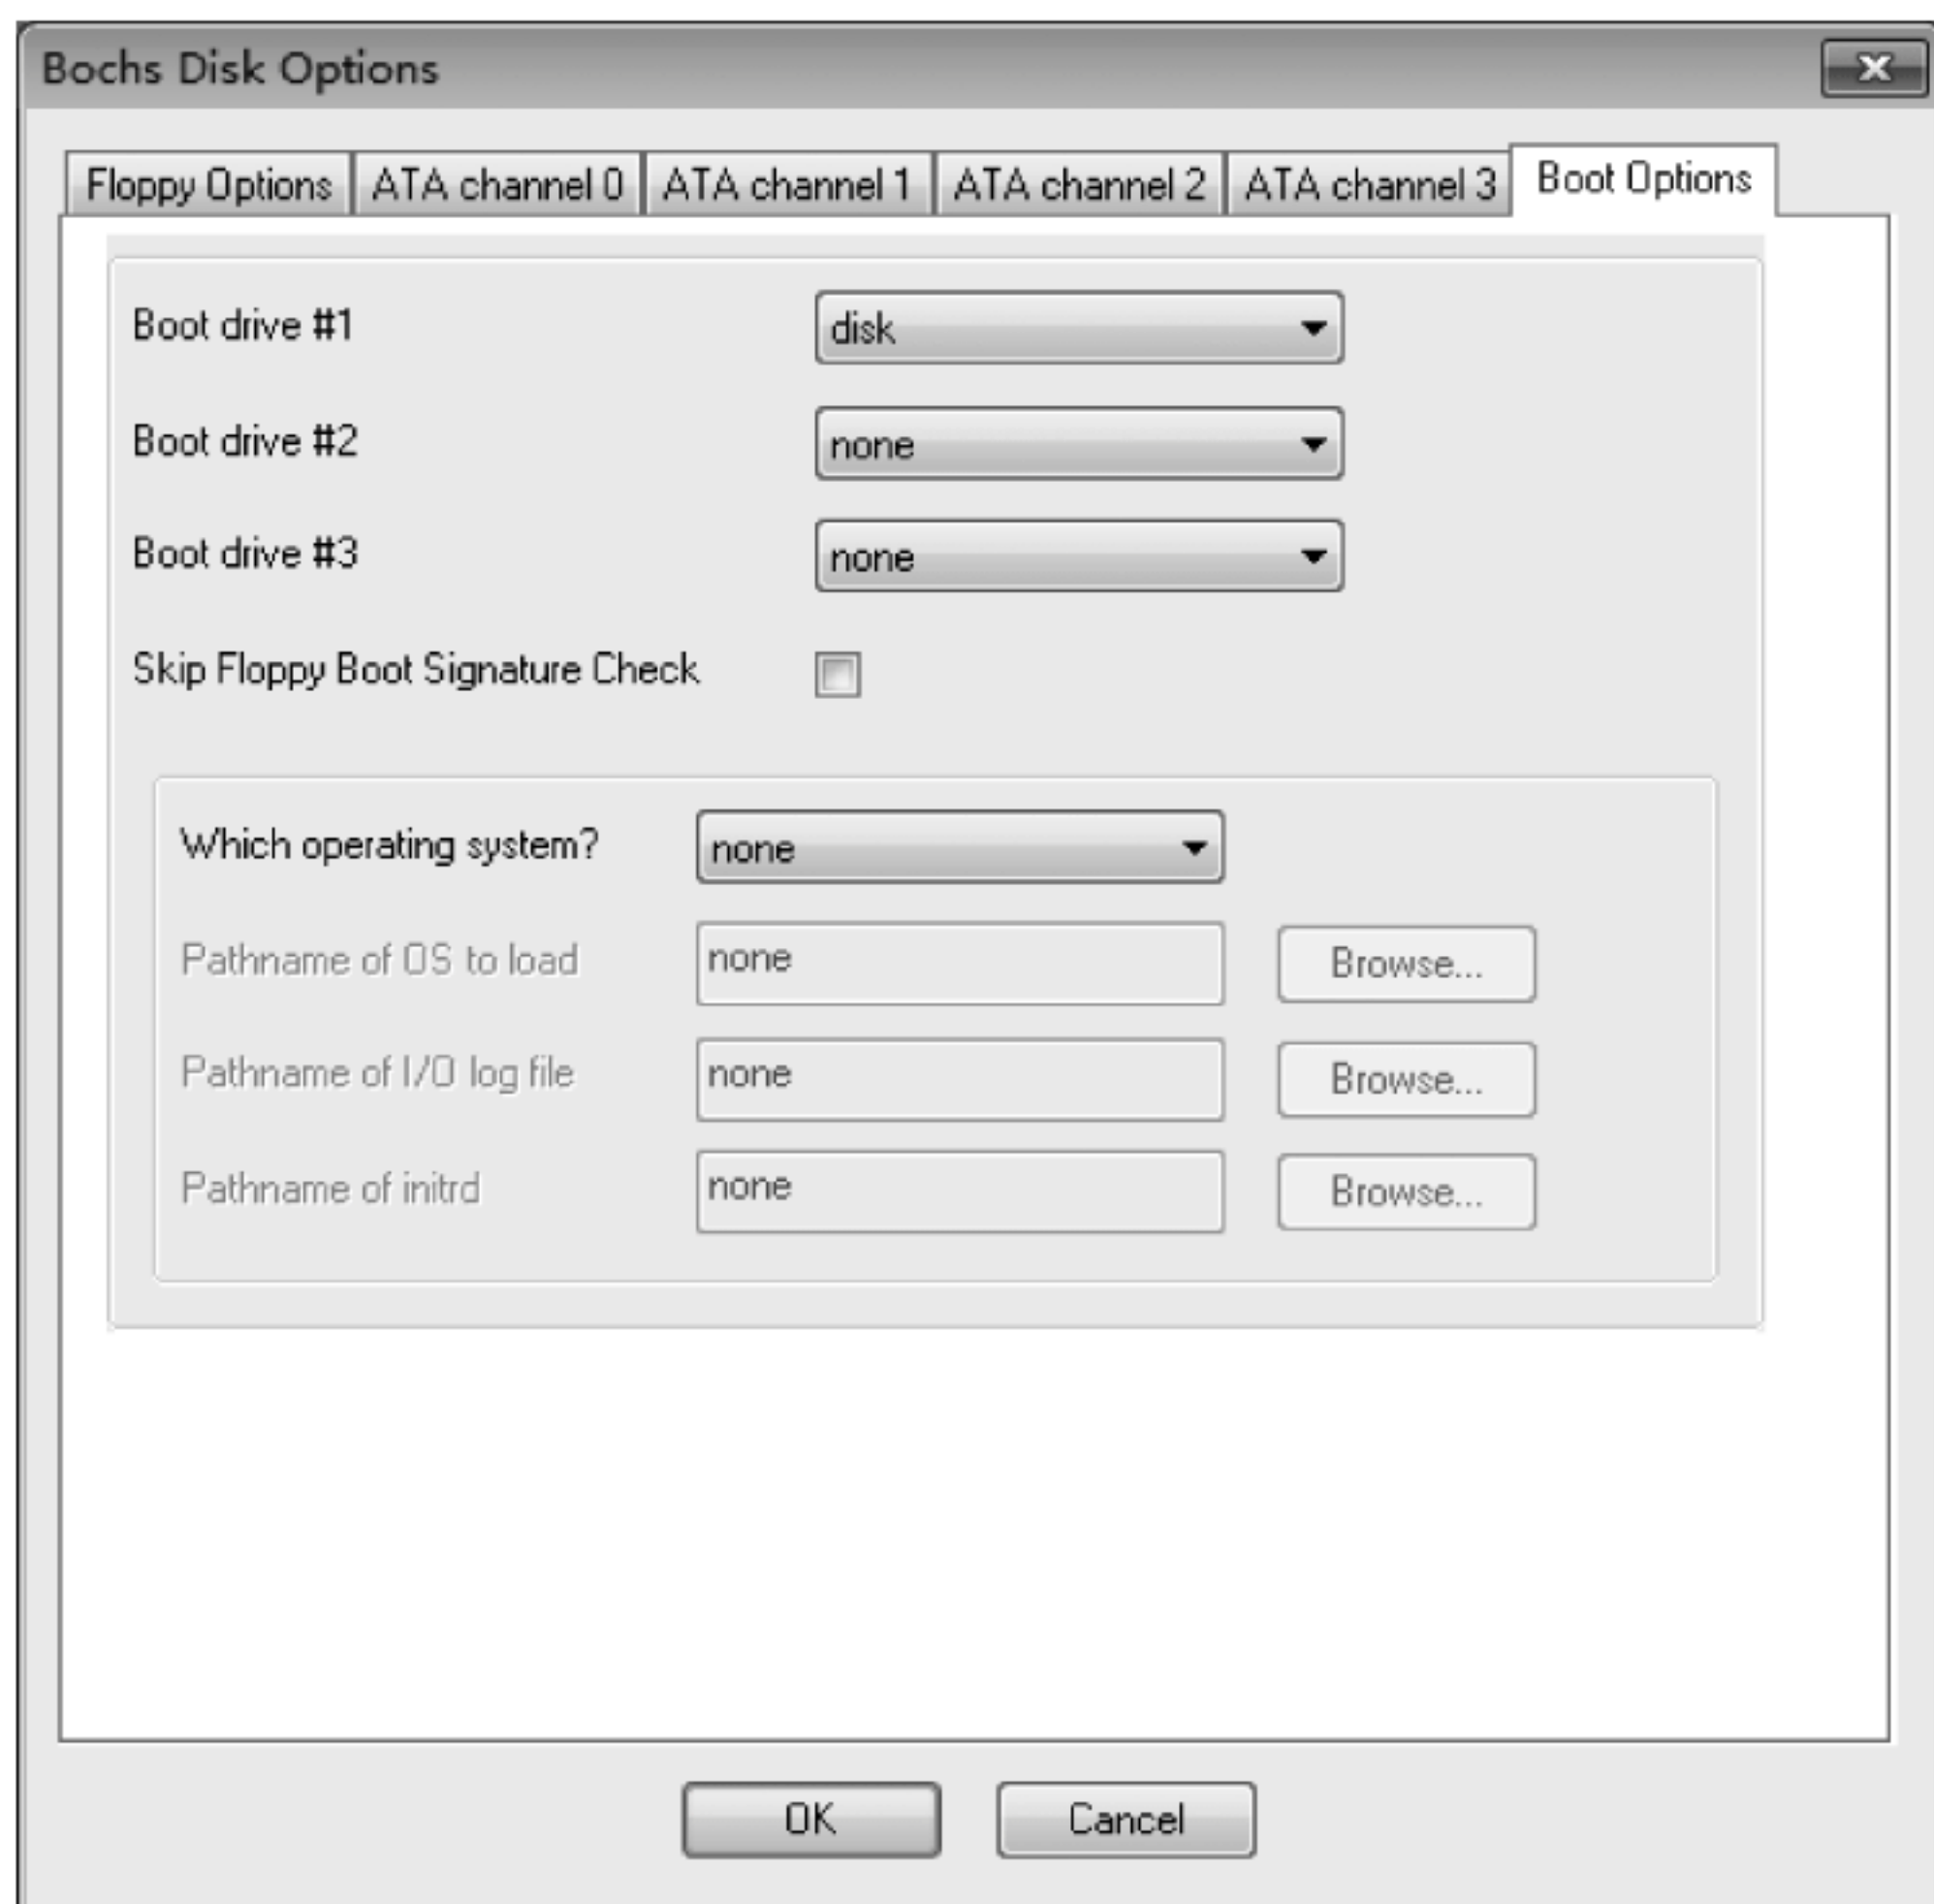 Bochs Disk Options
Floppy Options ATA channel 0 ATA channel 1 ATA channel 2 ATA channel 3 Boot Options
Boot drive #1 disk
Boot drive #2 none
Boot drive #3 none
Skip Floppy Boot Signature Check
Which operating system? none
Pathname of OS to load none Browse...
Pathname of I/O log file none Browse...
Pathname of initrd none Browse...
OK Cancel